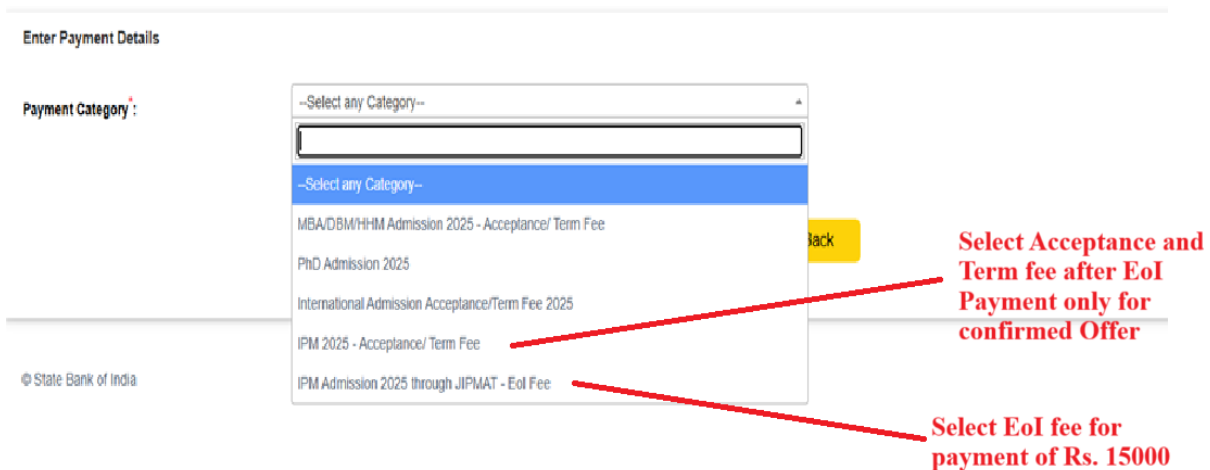 Enter Payment Details
Payment Category*:
--Select any Category--
--Select any Category--
MBA/DBM/HHM Admission 2025 - Acceptance/ Term Fee
PhD Admission 2025
International Admission Acceptance/Term Fee 2025
IPM 2025 - Acceptance/ Term Fee
IPM Admission 2025 through JIPMAT - EoI Fee
Back
Select Acceptance and
Term fee after EoI
Payment only for
confirmed Offer
© State Bank of India
Select EoI fee for
payment of Rs. 15000